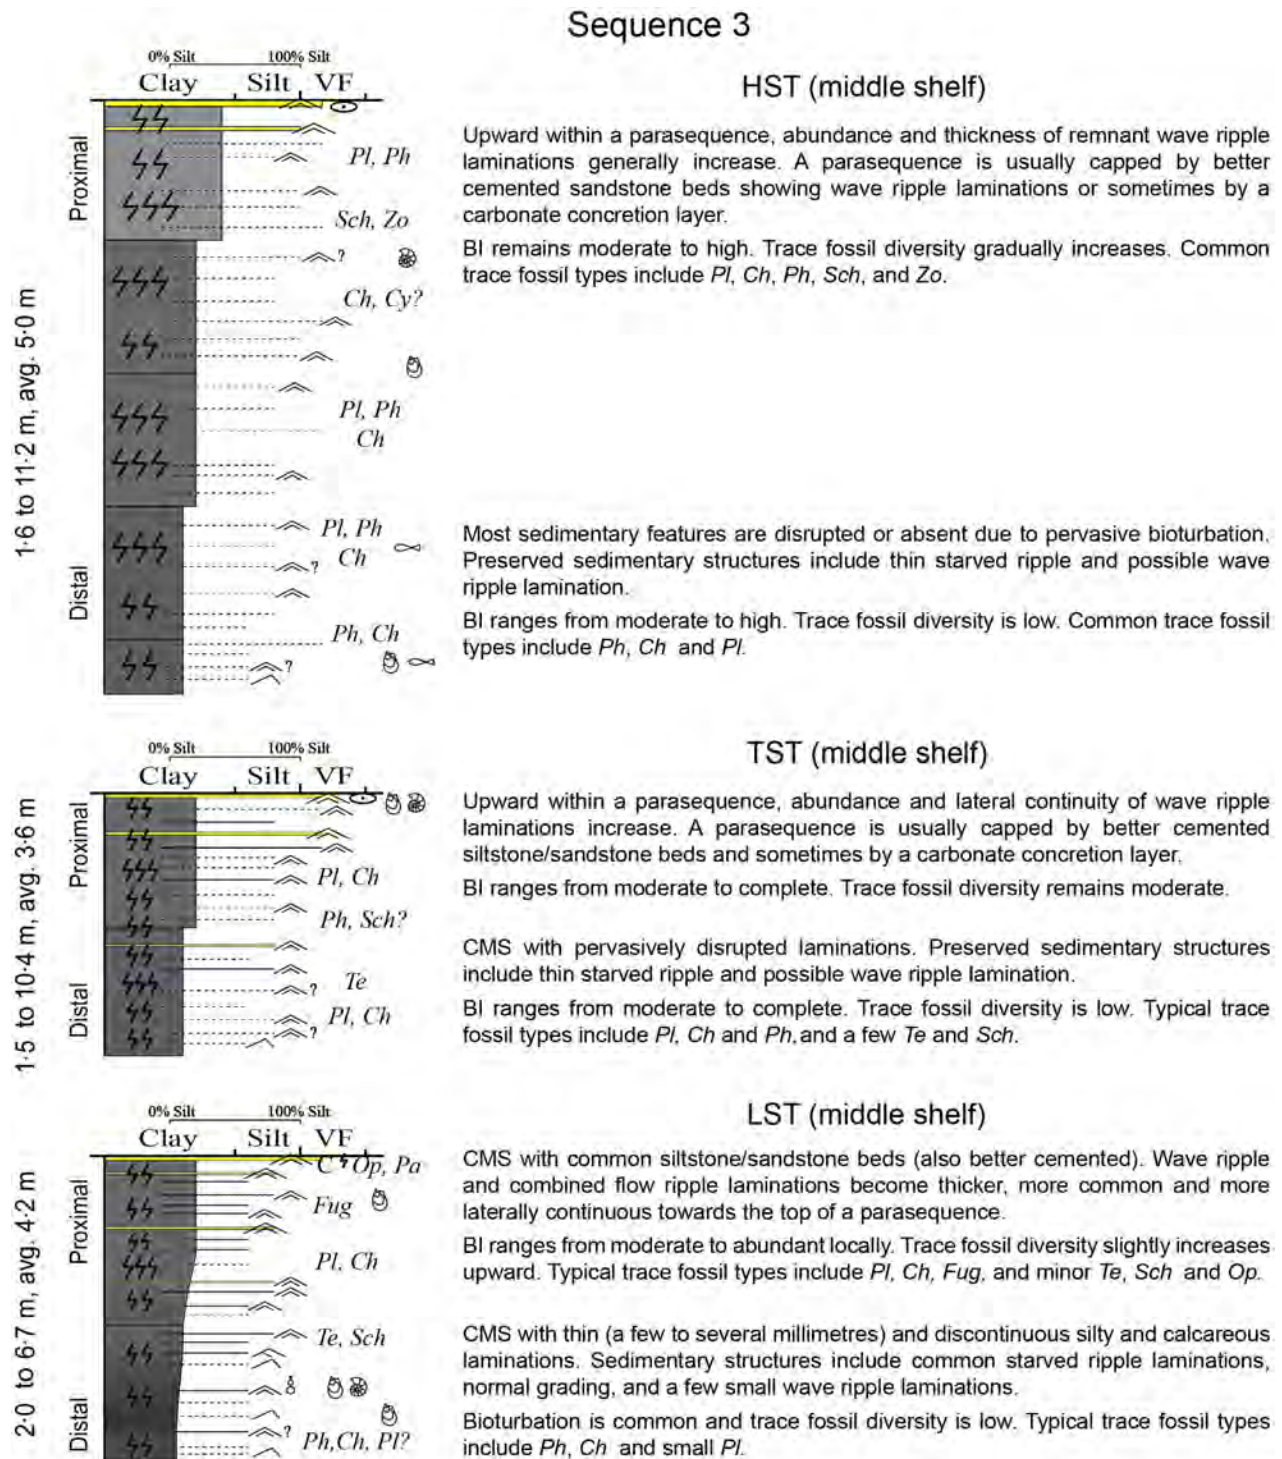 Sequence 3
0% Silt 100% Silt
Clay Silt VF
HST (middle shelf)
Proximal
Distal
1·6 to 11·2 m, avg. 5·0 m
Pl, Ph
Sch, Zo
?
Ch, Cy?
Pl, Ph
Ch
Pl, Ph
Ch
?
Ph, Ch
?
Upward within a parasequence, abundance and thickness of remnant wave ripple
laminations generally increase. A parasequence is usually capped by better
cemented sandstone beds showing wave ripple laminations or sometimes by a
carbonate concretion layer.
BI remains moderate to high. Trace fossil diversity gradually increases. Common
trace fossil types include Pl, Ch, Ph, Sch, and Zo.
Most sedimentary features are disrupted or absent due to pervasive bioturbation.
Preserved sedimentary structures include thin starved ripple and possible wave
ripple lamination.
BI ranges from moderate to high. Trace fossil diversity is low. Common trace fossil
types include Ph, Ch and Pl.
0% Silt 100% Silt
Clay Silt VF
TST (middle shelf)
Proximal
Distal
1·5 to 10·4 m, avg. 3·6 m
Pl, Ch
Ph, Sch?
? Te
Pl, Ch
?
Upward within a parasequence, abundance and lateral continuity of wave ripple
laminations increase. A parasequence is usually capped by better cemented
siltstone/sandstone beds and sometimes by a carbonate concretion layer.
BI ranges from moderate to complete. Trace fossil diversity remains moderate.
CMS with pervasively disrupted laminations. Preserved sedimentary structures
include thin starved ripple and possible wave ripple lamination.
BI ranges from moderate to complete. Trace fossil diversity is low. Typical trace
fossil types include Pl, Ch and Ph, and a few Te and Sch.
0% Silt 100% Silt
Clay Silt VF
LST (middle shelf)
Proximal
Distal
2·0 to 6·7 m, avg. 4·2 m
Op, Pa
Fug
Pl, Ch
Te, Sch
? Ph,Ch, Pl?
CMS with common siltstone/sandstone beds (also better cemented). Wave ripple
and combined flow ripple laminations become thicker, more common and more
laterally continuous towards the top of a parasequence.
BI ranges from moderate to abundant locally. Trace fossil diversity slightly increases
upward. Typical trace fossil types include Pl, Ch, Fug, and minor Te, Sch and Op.
CMS with thin (a few to several millimetres) and discontinuous silty and calcareous
laminations. Sedimentary structures include common starved ripple laminations,
normal grading, and a few small wave ripple laminations.
Bioturbation is common and trace fossil diversity is low. Typical trace fossil types
include Ph, Ch and small Pl.